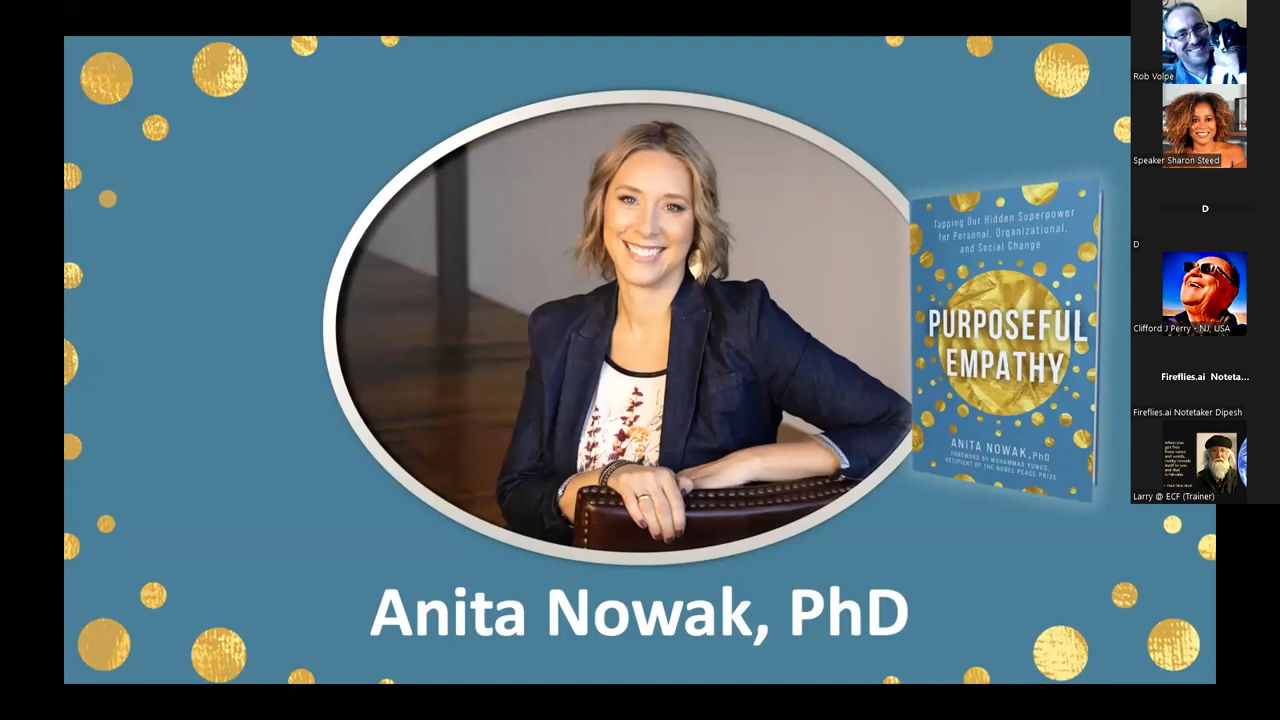 Tapping Our Hidden Superpower
for Personal, Organizational,
and Social Change
PURPOSEFUL
EMPATHY
ANITA NOWAK, PhD
FOREWORD BY MUHAMMAD YUNUS,
RECIPIENT OF THE NOBEL PEACE PRIZE
Anita Nowak, PhD
Rob Volpe
Speaker Sharon Steed
D
D
Clifford J Perry - NJ, USA
Fireflies.ai Noteta...
Fireflies.ai Notetaker Dipesh
Larry @ ECF (Trainer)